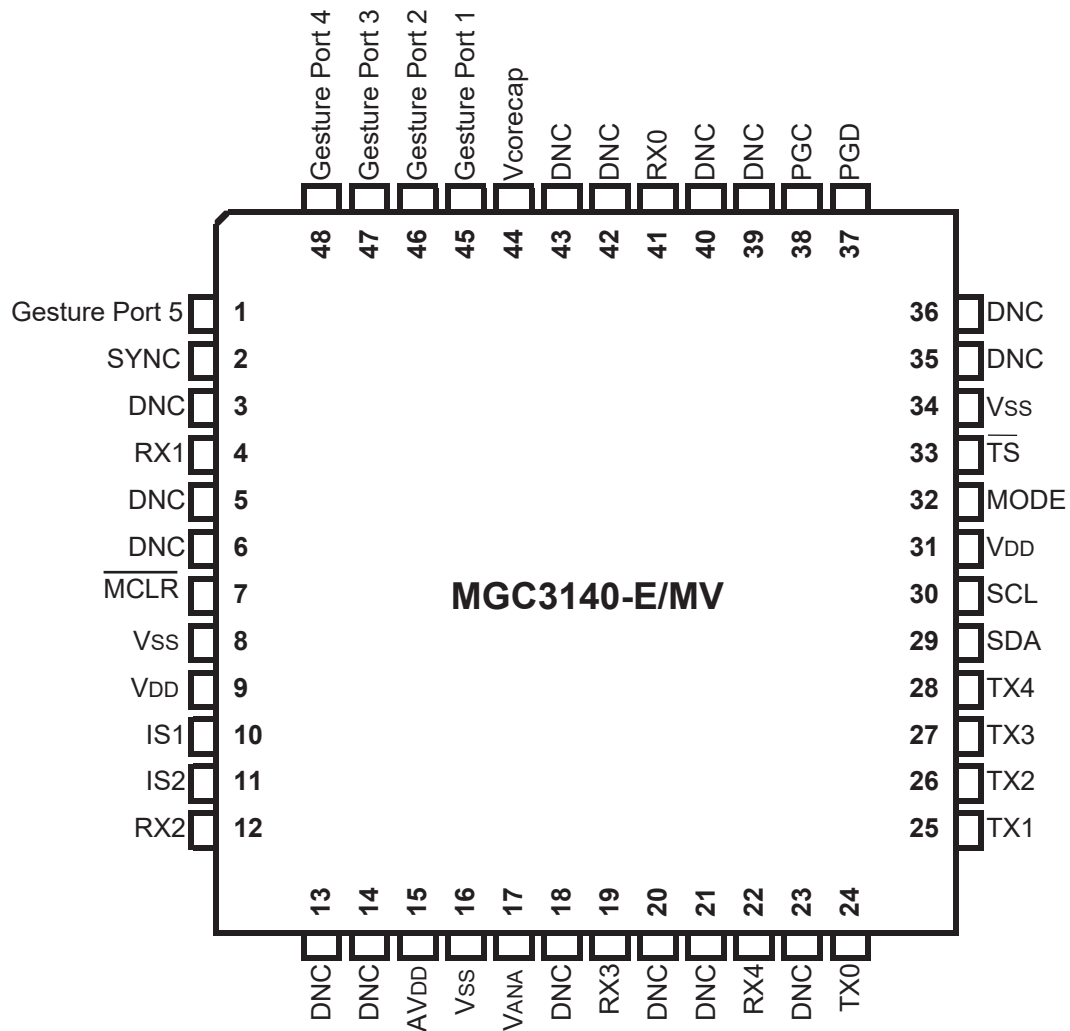 Gesture Port 4
Gesture Port 3
Gesture Port 2
Gesture Port 1
Vcorecap
DNC
DNC
RX0
DNC
DNC
PGC
PGD
48
47
46
45
44
43
42
41
40
39
38
37
Gesture Port 5 1
SYNC 2
DNC 3
RX1 4
DNC 5
DNC 6
MCLR 7
VSS 8
VDD 9
IS1 10
IS2 11
RX2 12
36 DNC
35 DNC
34 VSS
33 TS
32 MODE
31 VDD
30 SCL
29 SDA
28 TX4
27 TX3
26 TX2
25 TX1
MGC3140-E/MV
13
14
15
16
17
18
19
20
21
22
23
24
DNC
DNC
AVDD
VSS
VANA
DNC
RX3
DNC
DNC
RX4
DNC
TX0